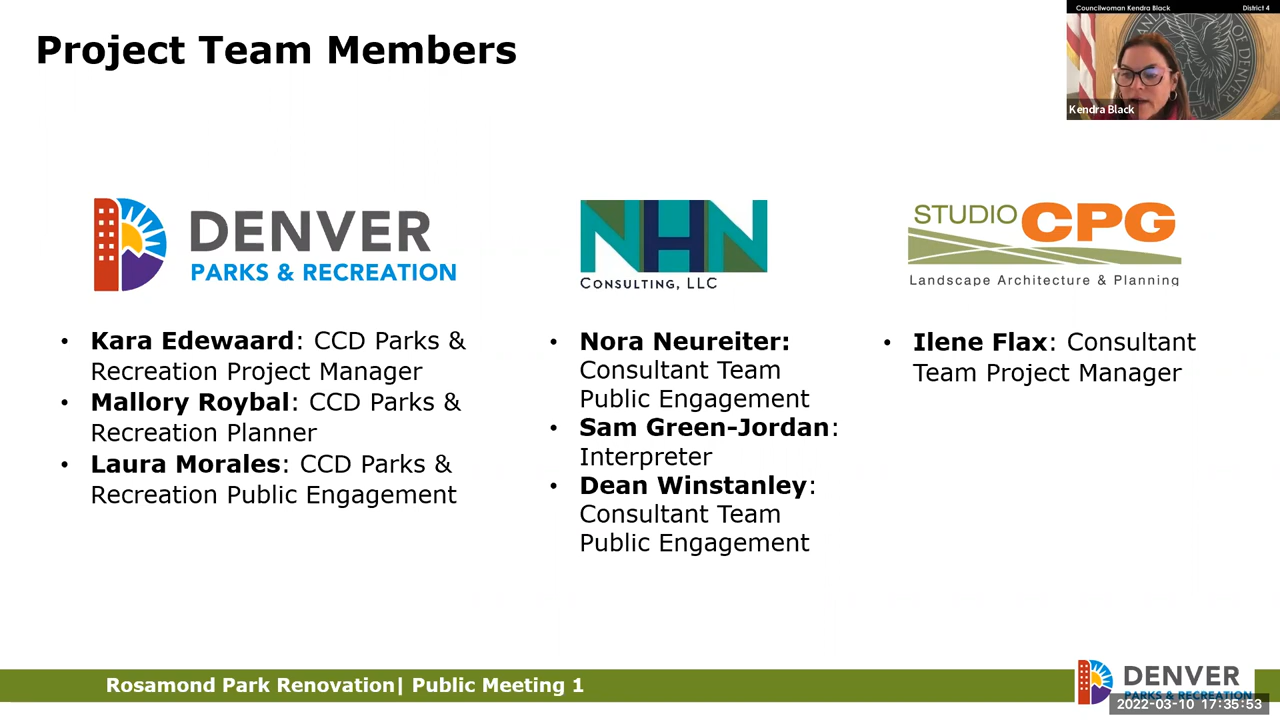 Project Team Members
Councilwoman Kendra Black
District 4
Kendra Black
DENVER
PARKS & RECREATION
NHN
CONSULTING, LLC
STUDIO CPG
Landscape Architecture & Planning
• Kara Edewaard: CCD Parks &
Recreation Project Manager
• Mallory Roybal: CCD Parks &
Recreation Planner
• Laura Morales: CCD Parks &
Recreation Public Engagement
• Nora Neureiter:
Consultant Team
Public Engagement
• Sam Green-Jordan:
Interpreter
• Dean Winstanley:
Consultant Team
Public Engagement
• Ilene Flax: Consultant
Team Project Manager
Rosamond Park Renovation| Public Meeting 1
DENVER
PARKS & RECREATION
2022-03-10 17:35:53